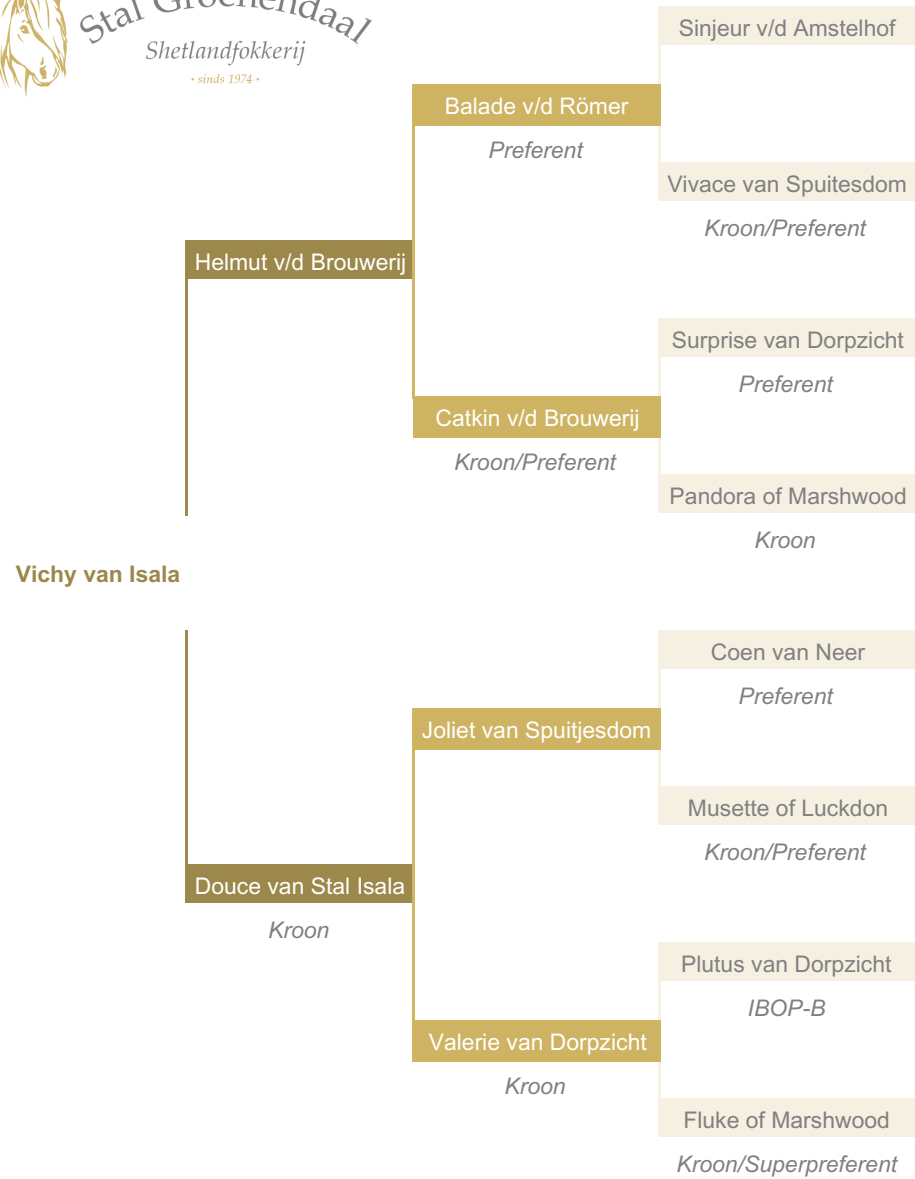 Stal Groenendaal
Shetlandfokkerij
• sinds 1974 •
Sinjeur v/d Amstelhof
Balade v/d Römer
Preferent
Vivace van Spuitesdom
Kroon/Preferent
Helmut v/d Brouwerij
Surprise van Dorpzicht
Preferent
Catkin v/d Brouwerij
Kroon/Preferent
Pandora of Marshwood
Kroon
Vichy van Isala
Coen van Neer
Preferent
Joliet van Spuitjesdom
Musette of Luckdon
Kroon/Preferent
Douce van Stal Isala
Kroon
Plutus van Dorpzicht
IBOP-B
Valerie van Dorpzicht
Kroon
Fluke of Marshwood
Kroon/Superpreferent